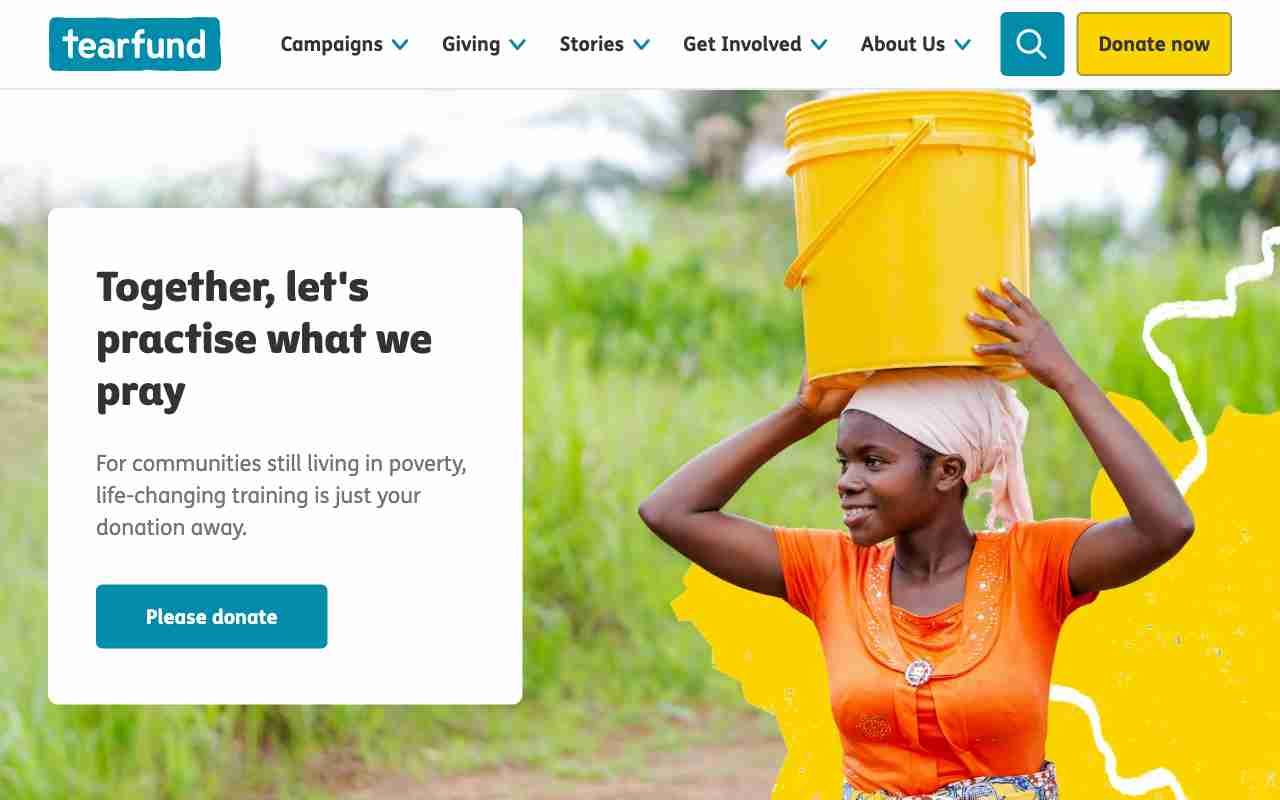 tearfund
Campaigns
Giving
Stories
Get Involved
About Us
Donate now
Together, let's
practise what we
pray
For communities still living in poverty,
life-changing training is just your
donation away.
Please donate